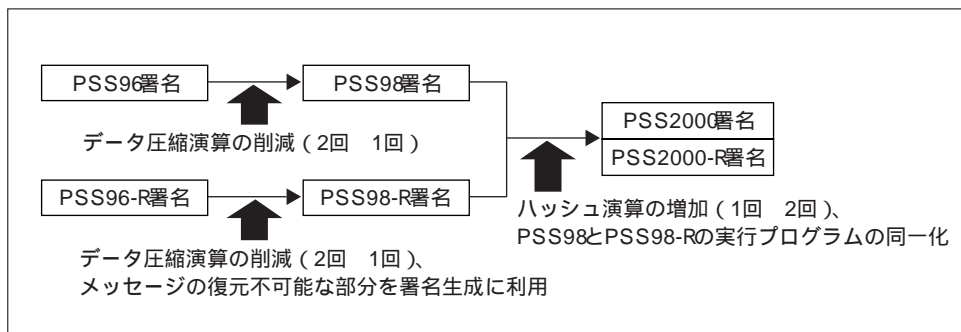 PSS96署名
PSS98署名
データ圧縮演算の削減(2回 1回)
PSS2000署名
PSS2000-R署名
PSS96-R署名
PSS98-R署名
ハッシュ演算の増加(1回 2回)、
PSS98とPSS98-Rの実行プログラムの同一化
データ圧縮演算の削減(2回 1回)、
メッセージの復元不可能な部分を署名生成に利用